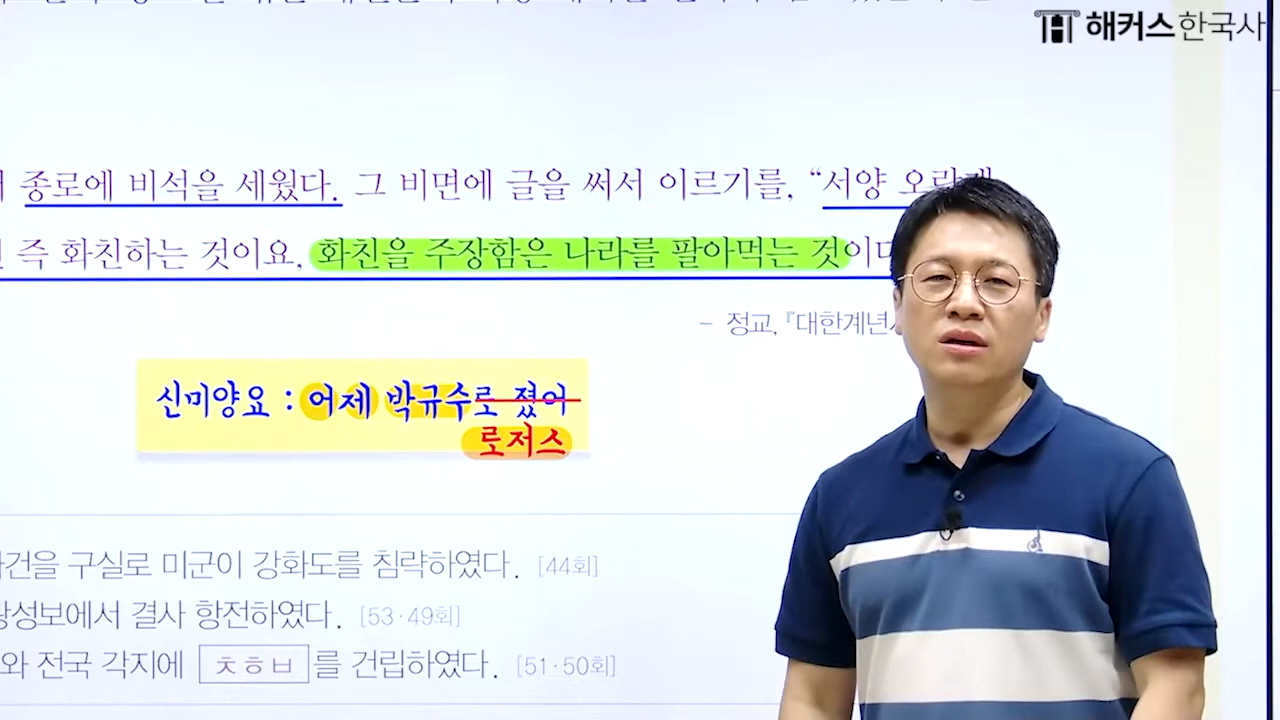 해커스한국사
종로에 비석을 세웠다. 그 비면에 글을 써서 이르기를, “서양 오랑캐
즉 화친하는 것이요, 화친을 주장함은 나라를 팔아먹는 것이다
- 정교, 『대한계년사
신미양요 : 어제 박규수로 졌어
로저스
사건을 구실로 미군이 강화도를 침략하였다. [44회]
광성보에서 결사 항전하였다. [53·49회]
와 전국 각지에 ㅊㅎㅂ 를 건립하였다. [51·50회]